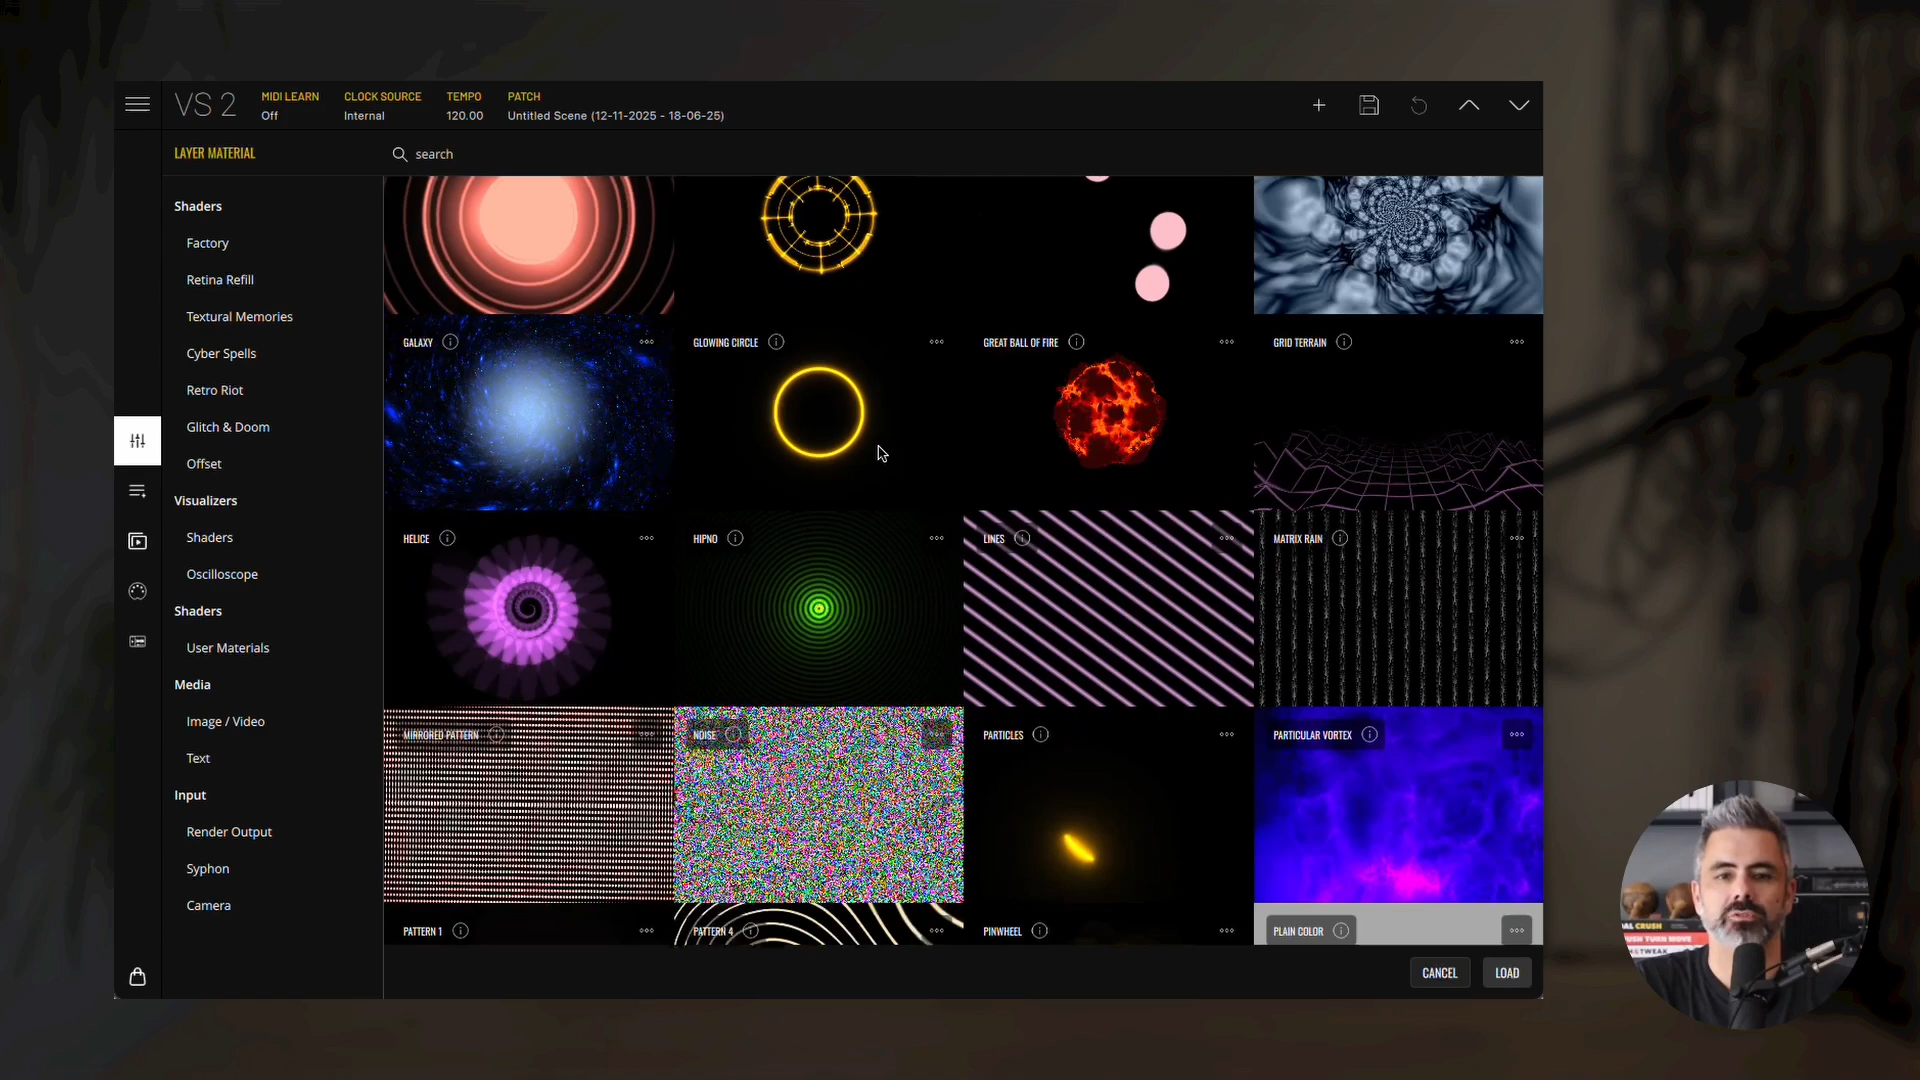 VS 2
MIDI LEARN
Off
CLOCK SOURCE
Internal
TEMPO
120.00
PATCH
Untitled Scene (12-11-2025 - 18-06-25)
LAYER MATERIAL
search
Shaders
Factory
Retina Refill
Textural Memories
Cyber Spells
Retro Riot
Glitch & Doom
Offset
Visualizers
Shaders
Oscilloscope
Shaders
User Materials
Media
Image / Video
Text
Input
Render Output
Syphon
Camera
GALAXY
GLOWING CIRCLE
GREAT BALL OF FIRE
GRID TERRAIN
HELICE
HIPNO
LINES
MATRIX RAIN
MIRRORED PATTERN
NOISE
PARTICLES
PARTICULAR VORTEX
PATTERN 1
PATTERN 4
PINWHEEL
PLAIN COLOR
CANCEL
LOAD
CRUSH
TURN MOVE
TWEAK